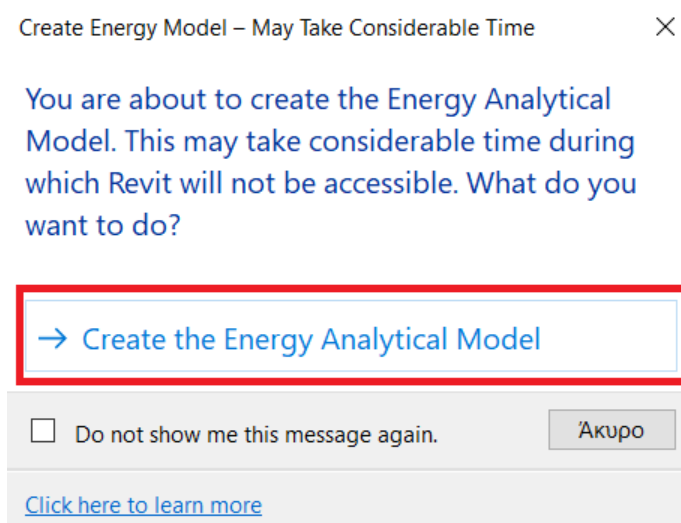 Create Energy Model – May Take Considerable Time
You are about to create the Energy Analytical
Model. This may take considerable time during
which Revit will not be accessible. What do you
want to do?
→ Create the Energy Analytical Model
Do not show me this message again.
Άκυρο
Click here to learn more